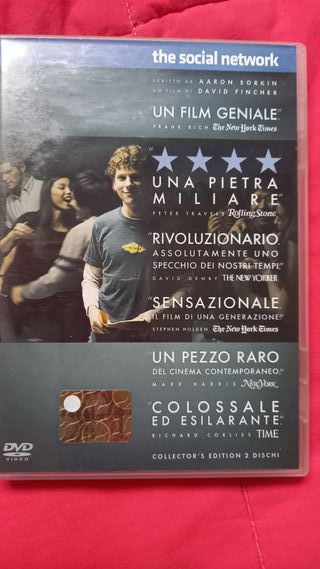 the social network
SCRITTO DA AARON SORKIN
UN FILM DI DAVID FINCHER
"UN FILM GENIALE."
FRANK RICH The New York Times
"UNA PIETRA
MILIARE"
PETER TRAVERS RollingStone
"RIVOLUZIONARIO.
ASSOLUTAMENTE UNO
SPECCHIO DEI NOSTRI TEMPI."
DAVID DENBY THE NEW YORKER
"SENSAZIONALE.
IL FILM DI UNA GENERAZIONE."
STEPHEN HOLDEN The New York Times
"UN PEZZO RARO
DEL CINEMA CONTEMPORANEO."
MARK HARRIS NEW YORK
"COLOSSALE
ED ESILARANTE."
RICHARD CORLISS TIME
DVD
VIDEO
COLLECTOR'S EDITION 2 DISCHI